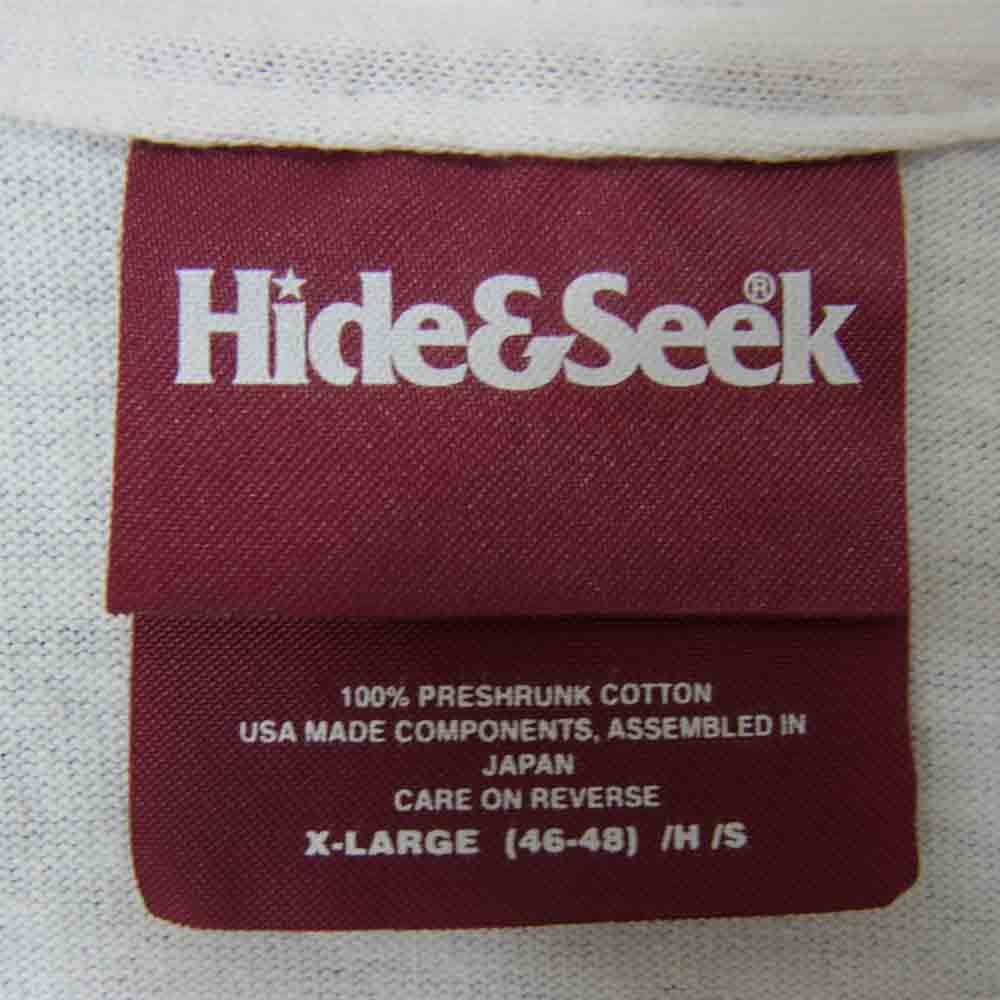 Hide&Seek®
100% PRESHRUNK COTTON
USA MADE COMPONENTS, ASSEMBLED IN
JAPAN
CARE ON REVERSE
X-LARGE (46-48) /H /S